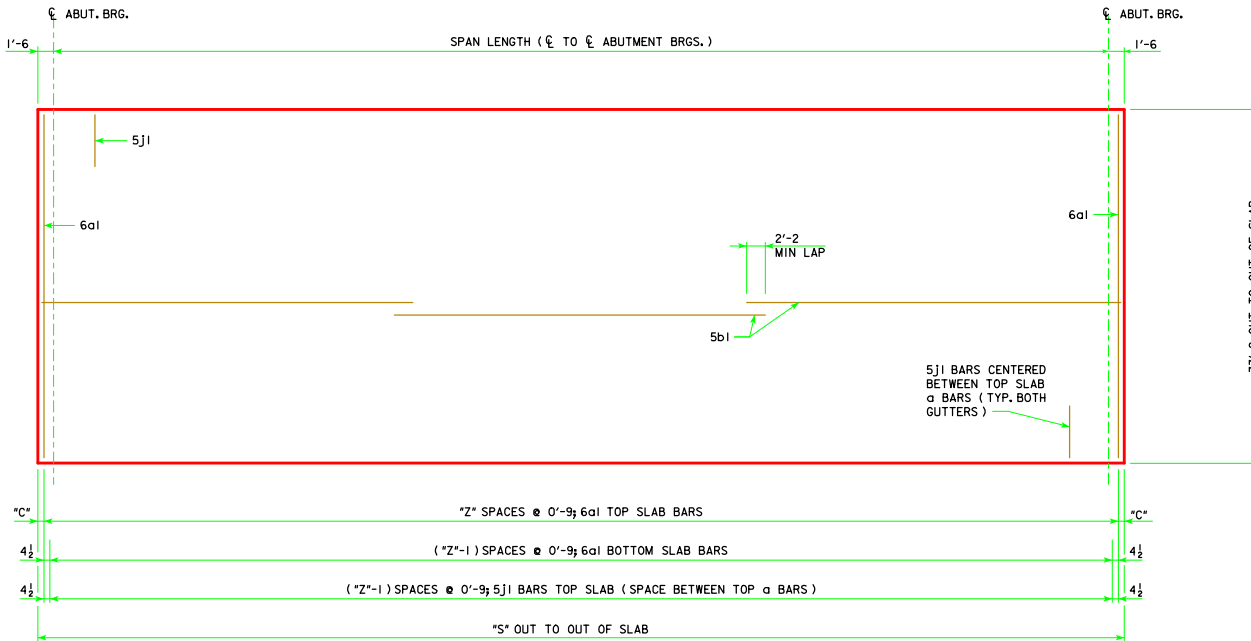 ℄ ABUT. BRG.
℄ ABUT. BRG.
1'-6
SPAN LENGTH (℄ TO ℄ ABUTMENT BRGS.)
1'-6
5j1
6a1
6a1
2'-2
MIN LAP
5b1
5j1 BARS CENTERED
BETWEEN TOP SLAB
a BARS (TYP. BOTH
GUTTERS)
"C"
"Z" SPACES @ 0'-9; 6a1 TOP SLAB BARS
"C"
4½
("Z"-1) SPACES @ 0'-9; 6a1 BOTTOM SLAB BARS
4½
4½
("Z"-1) SPACES @ 0'-9; 5j1 BARS TOP SLAB (SPACE BETWEEN TOP a BARS)
4½
"S" OUT TO OUT OF SLAB